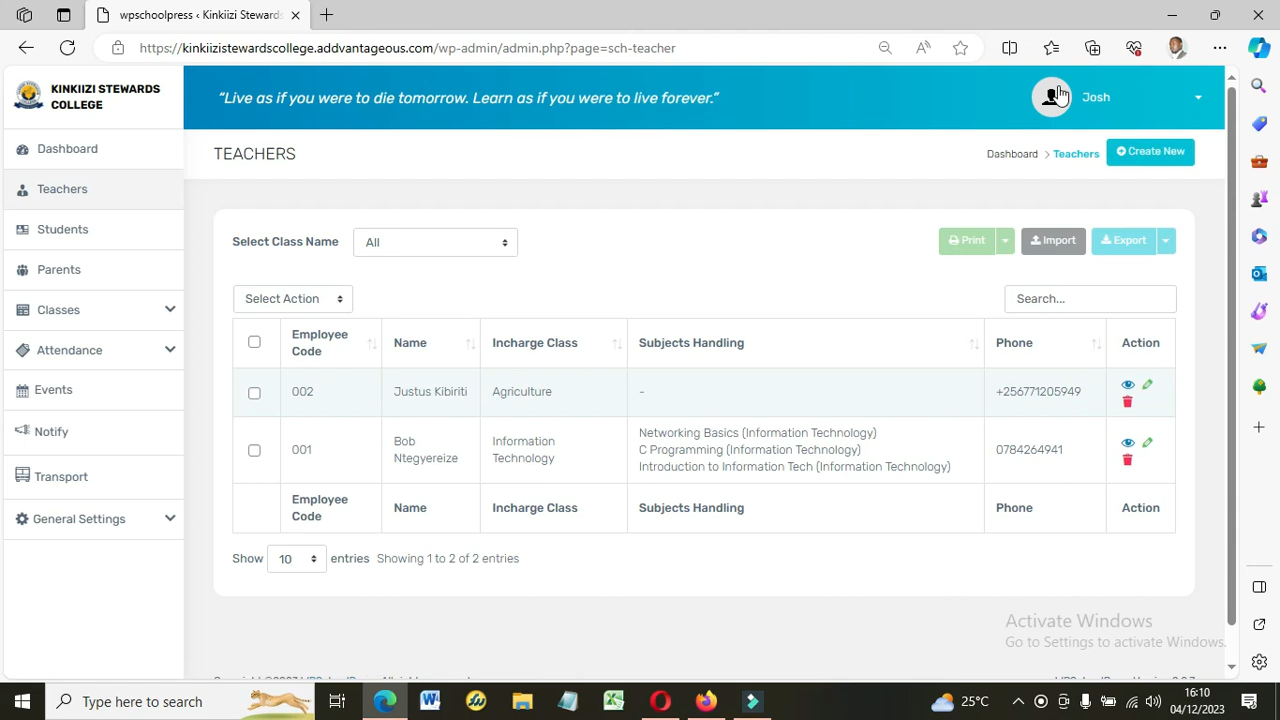 wpschoolpress ‹ Kinkiizi Stewards
https://kinkiizistewardscollege.addvantageous.com/wp-admin/admin.php?page=sch-teacher
KINKIIZI STEWARDS
COLLEGE
“Live as if you were to die tomorrow. Learn as if you were to live forever.”
Josh
Dashboard
Teachers
Students
Parents
Classes
Attendance
Events
Notify
Transport
General Settings
TEACHERS
Dashboard > Teachers
Create New
Select Class Name
All
Print
Import
Export
Select Action
Search...
Employee Code Name Incharge Class Subjects Handling Phone Action
002 Justus Kibiriti Agriculture - +256771205949
001 Bob Ntegyereize Information Technology Networking Basics (Information Technology)
C Programming (Information Technology)
Introduction to Information Tech (Information Technology)
0784264941
Employee Code Name Incharge Class Subjects Handling Phone Action
Show 10 entries Showing 1 to 2 of 2 entries
Activate Windows
Go to Settings to activate Windows.
Type here to search
25°C
16:10
04/12/2023